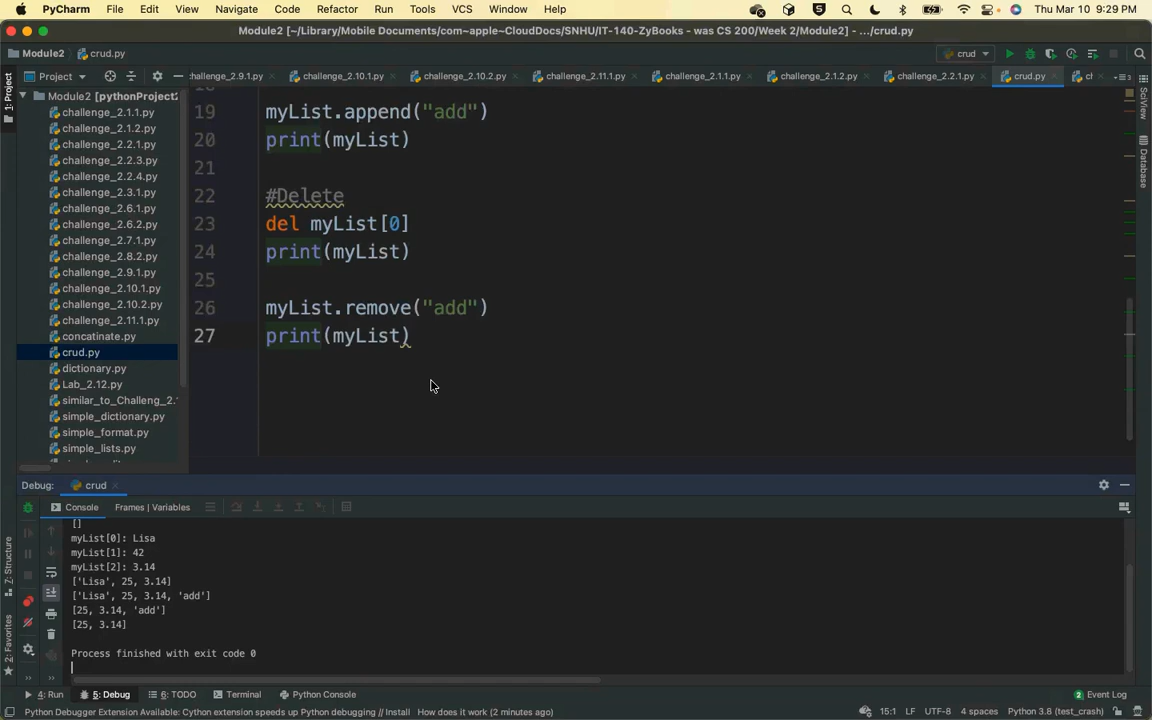 PyCharm File Edit View Navigate Code Refactor Run Tools VCS Window Help Thu Mar 10 9:29 PM
Module2 [~/Library/Mobile Documents/com~apple~CloudDocs/SNHU/IT-140-ZyBooks - was CS 200/Week 2/Module2] - .../crud.py
Module2 crud.py crud
Project challenge_2.9.1.py challenge_2.10.1.py challenge_2.10.2.py challenge_2.11.1.py challenge_2.1.1.py challenge_2.1.2.py challenge_2.2.1.py crud.py ch
1: Project
SciView
Database
Module2 [pythonProject2
challenge_2.1.1.py
challenge_2.1.2.py
challenge_2.2.1.py
challenge_2.2.3.py
challenge_2.2.4.py
challenge_2.3.1.py
challenge_2.6.1.py
challenge_2.6.2.py
challenge_2.7.1.py
challenge_2.8.2.py
challenge_2.9.1.py
challenge_2.10.1.py
challenge_2.10.2.py
challenge_2.11.1.py
concatinate.py
crud.py
dictionary.py
Lab_2.12.py
similar_to_Challeng_2.1
simple_dictionary.py
simple_format.py
simple_lists.py
19 myList.append("add")
20 print(myList)
21
22 #Delete
23 del myList[0]
24 print(myList)
25
26 myList.remove("add")
27 print(myList)
Debug: crud
Console Frames | Variables
7: Structure
2: Favorites
[]
myList[0]: Lisa
myList[1]: 42
myList[2]: 3.14
['Lisa', 25, 3.14]
['Lisa', 25, 3.14, 'add']
[25, 3.14, 'add']
[25, 3.14]
Process finished with exit code 0
4: Run 5: Debug 6: TODO Terminal Python Console 2 Event Log
Python Debugger Extension Available: Cython extension speeds up Python debugging // Install How does it work (2 minutes ago) 15:1 LF UTF-8 4 spaces Python 3.8 (test_crash)